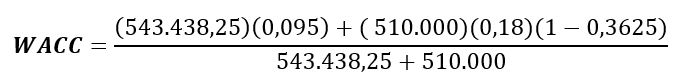 WACC = (543.438,25)(0,095) + ( 510.000)(0,18)(1 − 0,3625)
543.438,25 + 510.000